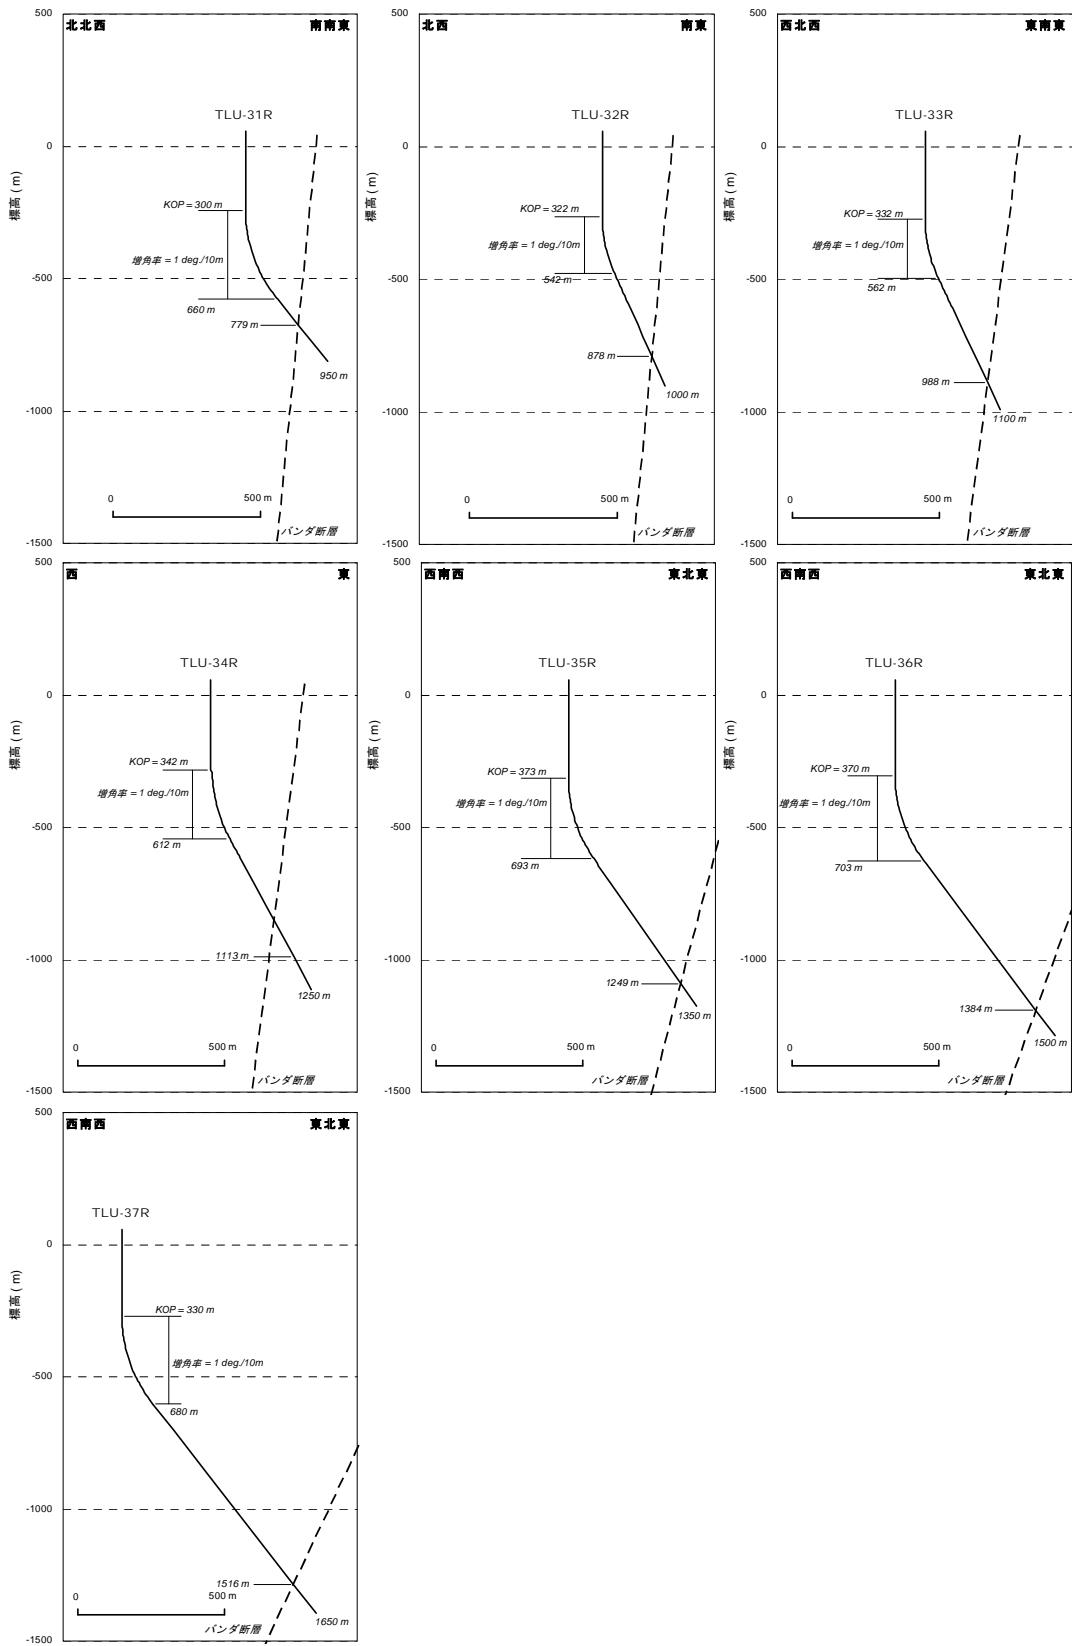 北北西 南南東
500
TLU-31R
0
標高 ( m )
KOP = 300 m
増角率 = 1 deg./10m
-500
660 m
779 m
950 m
-1000
0 500 m
バンダ断層
-1500
北西 南東
500
TLU-32R
0
標高 ( m )
KOP = 322 m
増角率 = 1 deg./10m
-500
542 m
878 m
1000 m
-1000
0 500 m
バンダ断層
-1500
西北西 東南東
500
TLU-33R
0
標高 ( m )
KOP = 332 m
増角率 = 1 deg./10m
-500
562 m
988 m
1100 m
-1000
0 500 m
バンダ断層
-1500
西 東
500
TLU-34R
0
標高 ( m )
KOP = 342 m
増角率 = 1 deg./10m
-500
612 m
1113 m
-1000
1250 m
0 500 m
バンダ断層
-1500
西南西 東北東
500
TLU-35R
0
標高 ( m )
KOP = 373 m
増角率 = 1 deg./10m
-500
693 m
-1000
1249 m
1350 m
0 500 m
バンダ断層
-1500
西南西 東北東
500
TLU-36R
0
標高 ( m )
KOP = 370 m
増角率 = 1 deg./10m
-500
703 m
-1000
1384 m
1500 m
0 500 m
バンダ断層
-1500
西南西 東北東
500
TLU-37R
0
標高 ( m )
KOP = 330 m
増角率 = 1 deg./10m
-500
680 m
-1000
1516 m
0 500 m
1650 m
バンダ断層
-1500